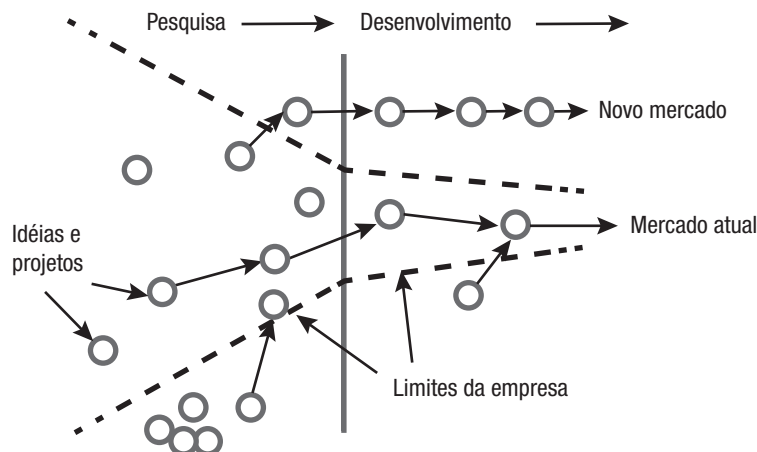 Pesquisa
Desenvolvimento
Novo mercado
Idéias e
projetos
Mercado atual
Limites da empresa